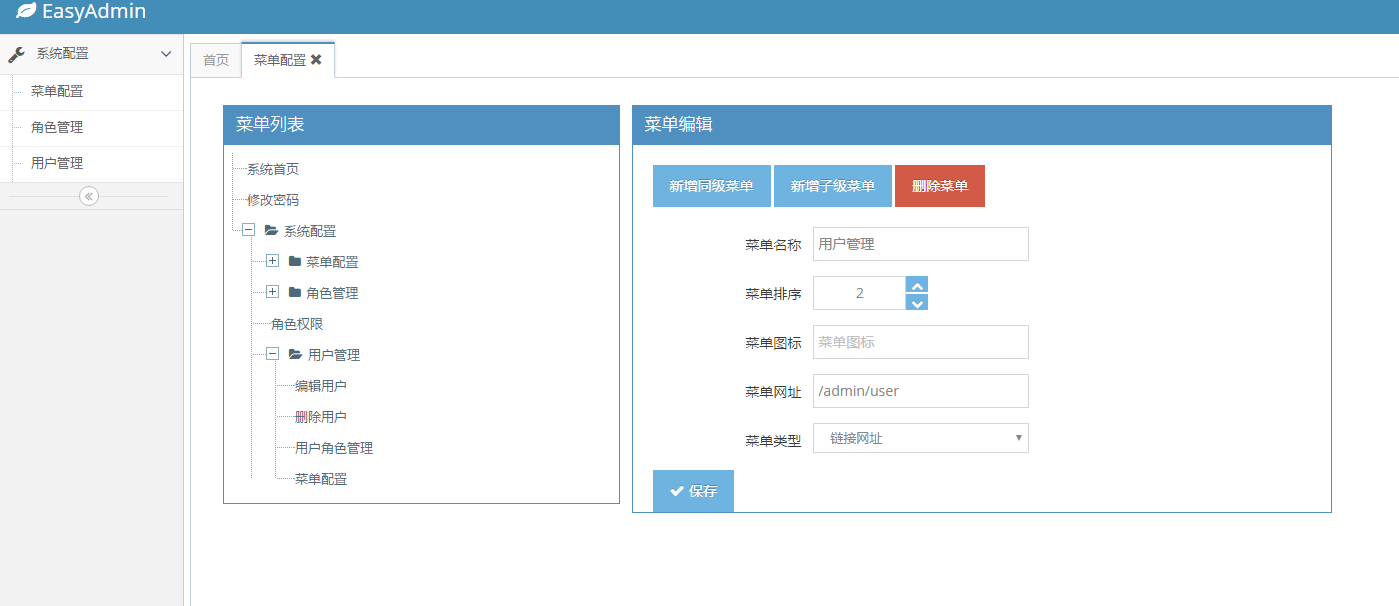 EasyAdmin
系统配置
菜单配置
角色管理
用户管理
首页
菜单配置
菜单列表
系统首页
修改密码
系统配置
菜单配置
角色管理
角色权限
用户管理
编辑用户
删除用户
用户角色管理
菜单配置
菜单编辑
新增同级菜单 新增子级菜单 删除菜单
菜单名称 用户管理
菜单排序 2
菜单图标 菜单图标
菜单网址 /admin/user
菜单类型 链接网址
保存